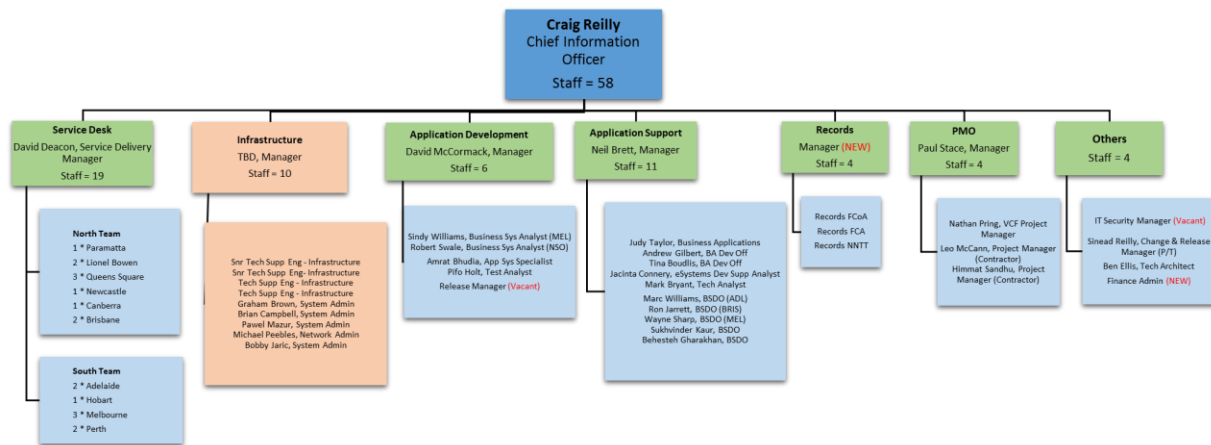 Craig Reilly
Chief Information
Officer
Staff = 58
Service Desk
David Deacon, Service Delivery
Manager
Staff = 19
Infrastructure
TBD, Manager
Staff = 10
Application Development
David McCormack, Manager
Staff = 6
Application Support
Neil Brett, Manager
Staff = 11
Records
Manager (NEW)
Staff = 4
PMO
Paul Stace, Manager
Staff = 4
Others
Staff = 4
North Team
1 * Paramatta
2 * Lionel Bowen
3 * Queens Square
1 * Newcastle
1 * Canberra
2 * Brisbane
South Team
2 * Adelaide
1 * Hobart
3 * Melbourne
2 * Perth
Snr Tech Supp Eng- Infrastructure
Snr Tech Supp Eng- Infrastructure
Tech Supp Eng - Infrastructure
Tech Supp Eng - Infrastructure
Graham Brown, System Admin
Brian Campbell, System Admin
Pawel Mazur, System Admin
Michael Peebles, Network Admin
Bobby Jaric, System Admin
Sindy Williams, Business Sys Analyst (MEL)
Robert Swale, Business Sys Analyst (NSO)
Amrat Bhudia, App Sys Specialist
Pifo Holt, Test Analyst
Release Manager (Vacant)
Judy Taylor, Business Applications
Andrew Gilbert, BA Dev Off
Tina Boudlis, BA Dev Off
Jacinta Connery, eSystems Dev Supp Analyst
Mark Bryant, Tech Analyst
Marc Williams, BSDO (ADL)
Ron Jarrett, BSDO (BRIS)
Wayne Sharp, BSDO (MEL)
Sukhvinder Kaur, BSDO
Behesteh Gharakhan, BSDO
Records FCoA
Records FCA
Records NNTT
Nathan Pring, VCF Project
Manager
Leo McCann, Project Manager
(Contractor)
Himmat Sandhu, Project
Manager (Contractor)
IT Security Manager (Vacant)
Sinead Reilly, Change & Release
Manager (P/T)
Ben Ellis, Tech Architect
Finance Admin (NEW)